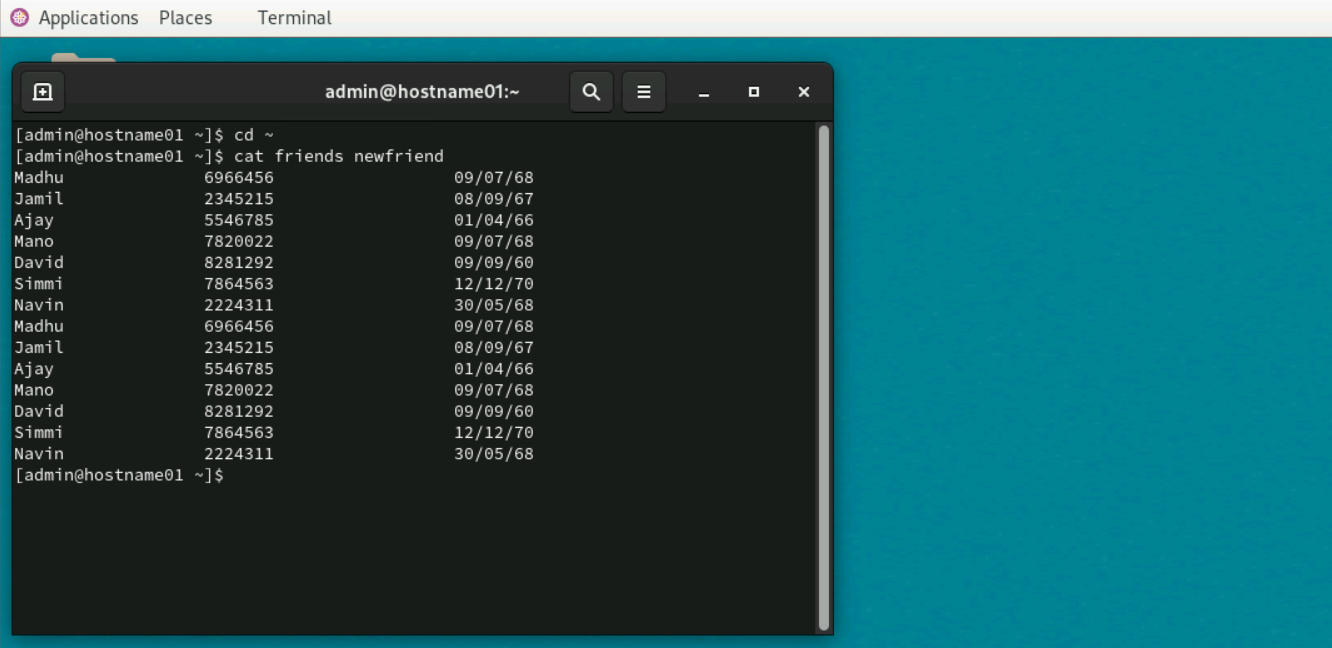 Applications Places Terminal
admin@hostname01:~
[admin@hostname01 ~]$ cd ~
[admin@hostname01 ~]$ cat friends newfriend
Madhu 6966456 09/07/68
Jamil 2345215 08/09/67
Ajay 5546785 01/04/66
Mano 7820022 09/07/68
David 8281292 09/09/60
Simmi 7864563 12/12/70
Navin 2224311 30/05/68
Madhu 6966456 09/07/68
Jamil 2345215 08/09/67
Ajay 5546785 01/04/66
Mano 7820022 09/07/68
David 8281292 09/09/60
Simmi 7864563 12/12/70
Navin 2224311 30/05/68
[admin@hostname01 ~]$